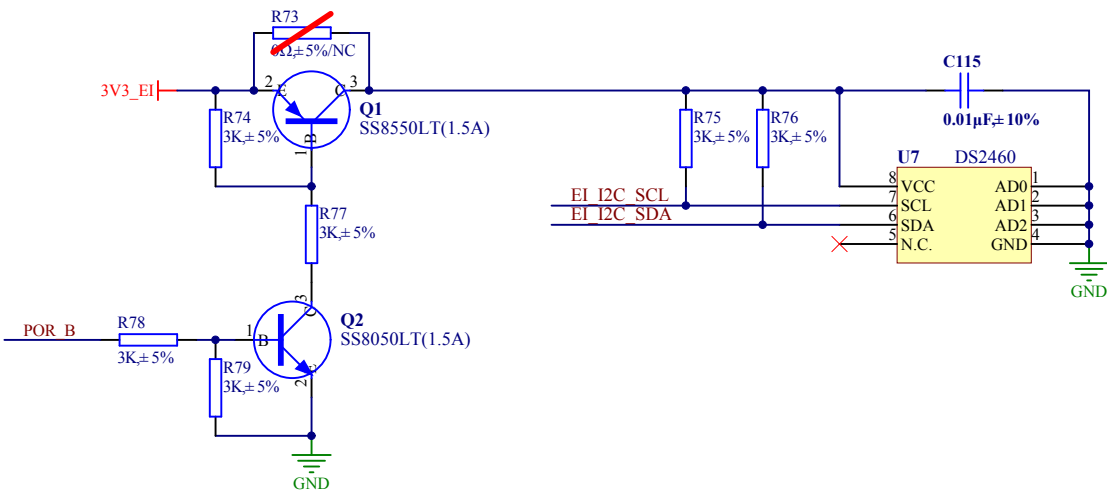 R73
0Ω,±5%/NC
3V3_EI
2
E
C
3
Q1
SS8550LT(1.5A)
B
1
R74
3K,±5%
R77
3K,±5%
POR_B
R78
3K,±5%
R79
3K,±5%
1
B
3
C
E
2
Q2
SS8050LT(1.5A)
GND
R75
3K,±5%
R76
3K,±5%
C115
0.01μF,±10%
U7
DS2460
EI_I2C_SCL
EI_I2C_SDA
8
VCC
AD0
1
7
SCL
AD1
2
6
SDA
AD2
3
5
N.C.
GND
4
GND